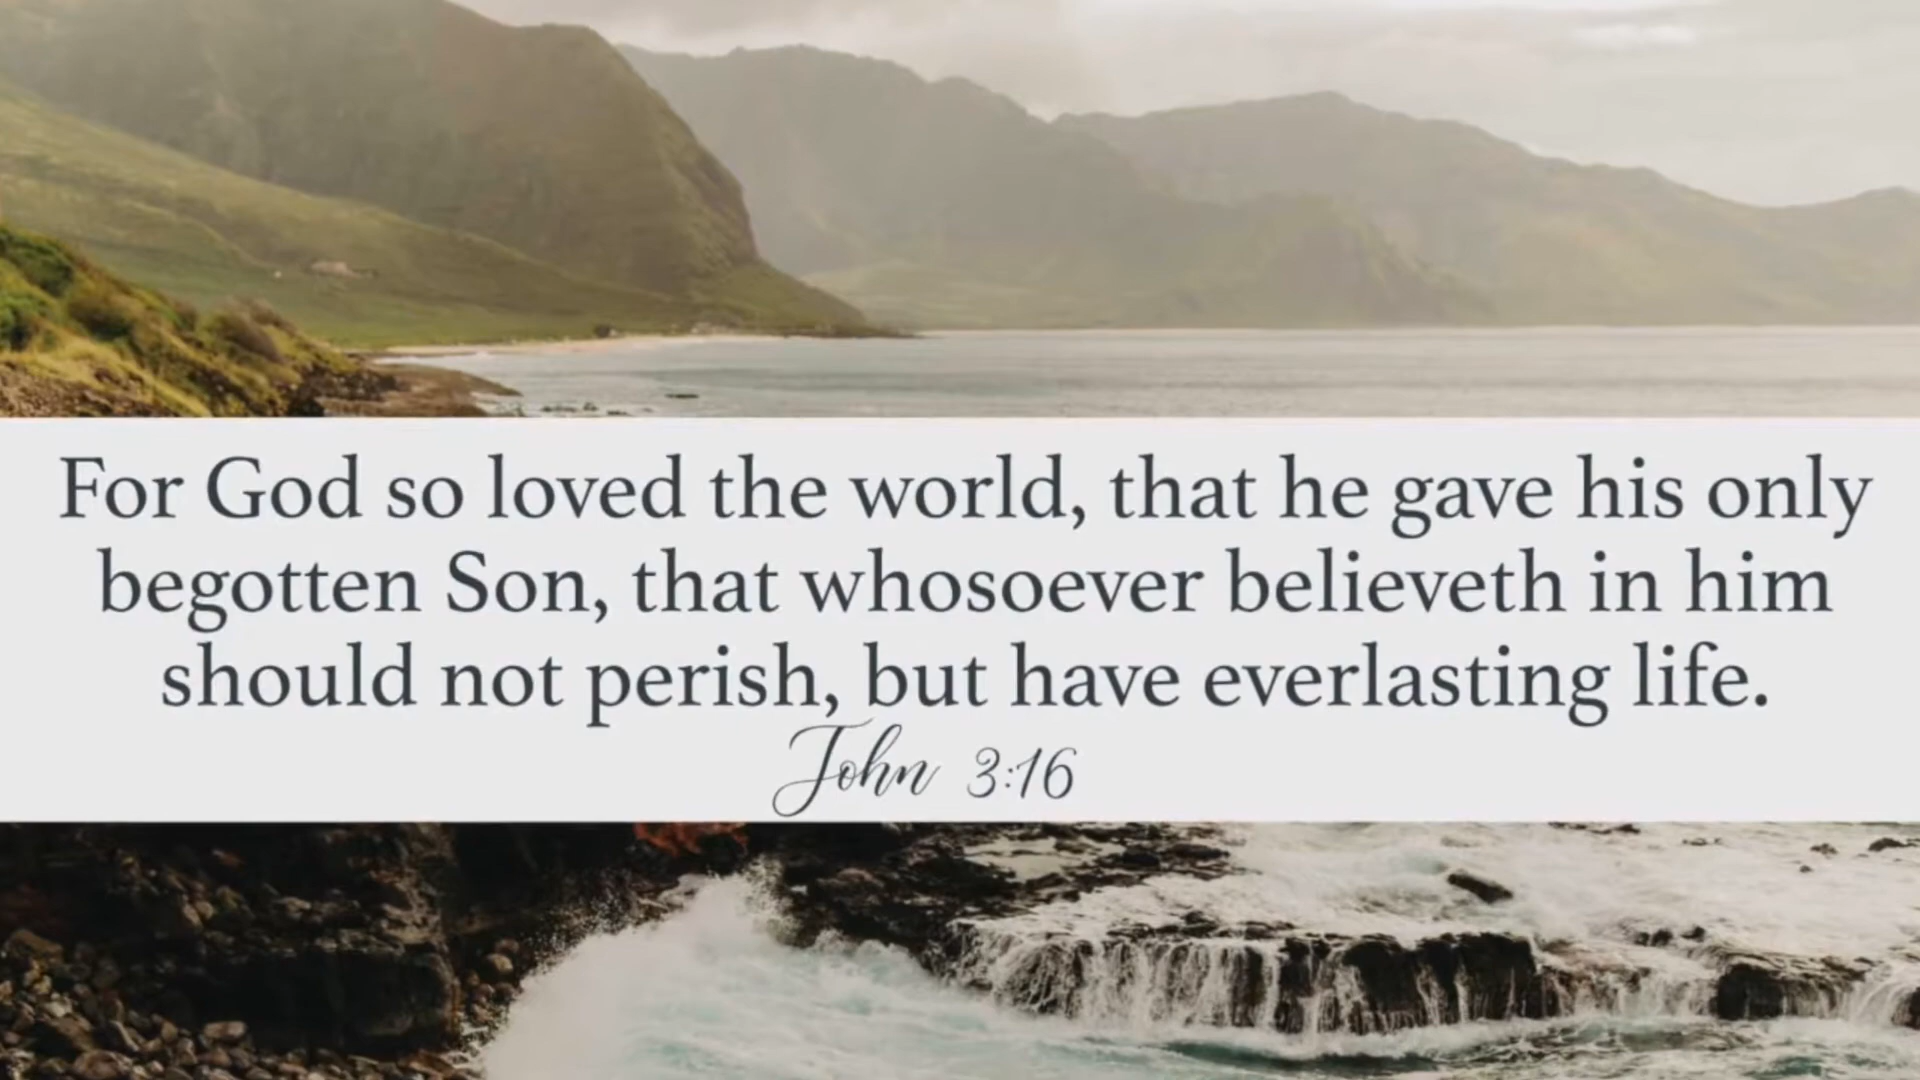 For God so loved the world, that he gave his only
begotten Son, that whosoever believeth in him
should not perish, but have everlasting life.
John 3:16